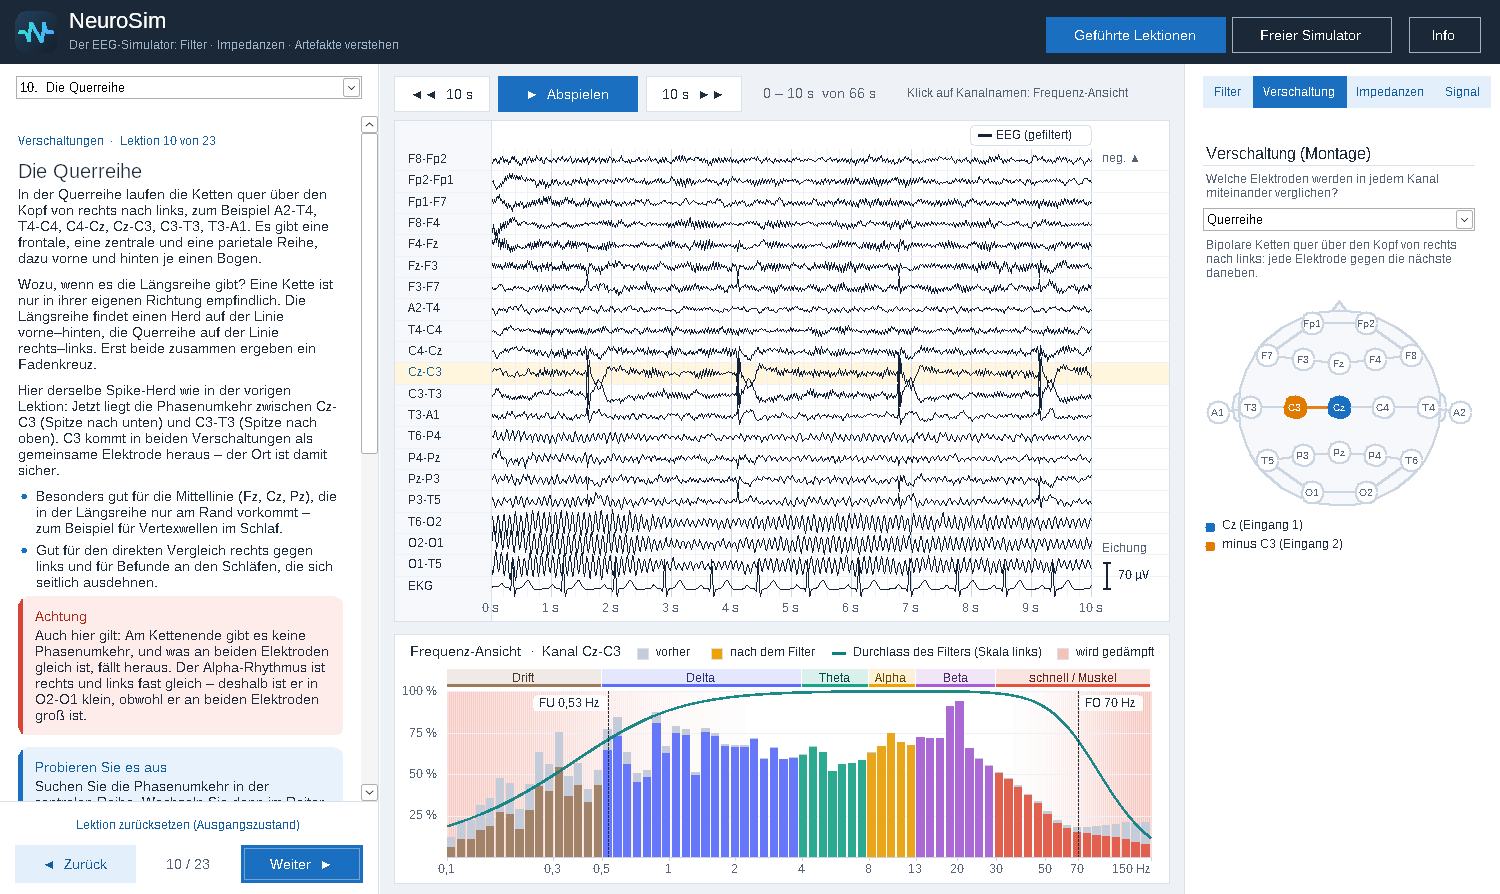 NeuroSim
Der EEG-Simulator: Filter · Impedanzen · Artefakte verstehen
Geführte Lektionen
Freier Simulator
Info
10. Die Querreihe
Verschaltungen · Lektion 10 von 23
Die Querreihe
In der Querreihe laufen die Ketten quer über den
Kopf von rechts nach links, zum Beispiel A2-T4,
T4-C4, C4-Cz, Cz-C3, C3-T3, T3-A1. Es gibt eine
frontale, eine zentrale und eine parietale Reihe,
dazu vorne und hinten je einen Bogen.
Wozu, wenn es die Längsreihe gibt? Eine Kette ist
nur in ihrer eigenen Richtung empfindlich. Die
Längsreihe findet einen Herd auf der Linie
vorne–hinten, die Querreihe auf der Linie
rechts–links. Erst beide zusammen ergeben ein
Fadenkreuz.
Hier derselbe Spike-Herd wie in der vorigen
Lektion: Jetzt liegt die Phasenumkehr zwischen Cz-
C3 (Spitze nach unten) und C3-T3 (Spitze nach
oben). C3 kommt in beiden Verschaltungen als
gemeinsame Elektrode heraus – der Ort ist damit
sicher.
• Besonders gut für die Mittellinie (Fz, Cz, Pz), die
in der Längsreihe nur am Rand vorkommt –
zum Beispiel für Vertexwellen im Schlaf.
• Gut für den direkten Vergleich rechts gegen
links und für Befunde an den Schläfen, die sich
seitlich ausdehnen.
Achtung
Auch hier gilt: Am Kettenende gibt es keine
Phasenumkehr, und was an beiden Elektroden
gleich ist, fällt heraus. Der Alpha-Rhythmus ist
rechts und links fast gleich – deshalb ist er in
O2-O1 klein, obwohl er an beiden Elektroden
groß ist.
Probieren Sie es aus
Suchen Sie die Phasenumkehr in der
Lektion zurücksetzen (Ausgangszustand)
◄ Zurück
10 / 23
Weiter ►
◄◄ 10 s
► Abspielen
10 s ►►
0 – 10 s von 66 s
Klick auf Kanalnamen: Frequenz-Ansicht
EEG (gefiltert)
neg. ▲
F8-Fp2
Fp2-Fp1
Fp1-F7
F8-F4
F4-Fz
Fz-F3
F3-F7
A2-T4
T4-C4
C4-Cz
Cz-C3
C3-T3
T3-A1
T6-P4
P4-Pz
Pz-P3
P3-T5
T6-O2
O2-O1
O1-T5
EKG
Eichung
70 µV
0 s 1 s 2 s 3 s 4 s 5 s 6 s 7 s 8 s 9 s 10 s
Frequenz-Ansicht · Kanal Cz-C3
vorher
nach dem Filter
Durchlass des Filters (Skala links)
wird gedämpft
Drift Delta Theta Alpha Beta schnell / Muskel
FU 0,53 Hz
FO 70 Hz
100 %
75 %
50 %
25 %
0,1 0,3 0,5 1 2 4 8 13 20 30 50 70 150 Hz
Filter
Verschaltung
Impedanzen
Signal
Verschaltung (Montage)
Welche Elektroden werden in jedem Kanal
miteinander verglichen?
Querreihe
Bipolare Ketten quer über den Kopf von rechts
nach links: jede Elektrode gegen die nächste
daneben.
Fp1 Fp2
F7 F3 Fz F4 F8
A1 T3 C3 Cz C4 T4 A2
T5 P3 Pz P4 T6
O1 O2
Cz (Eingang 1)
minus C3 (Eingang 2)